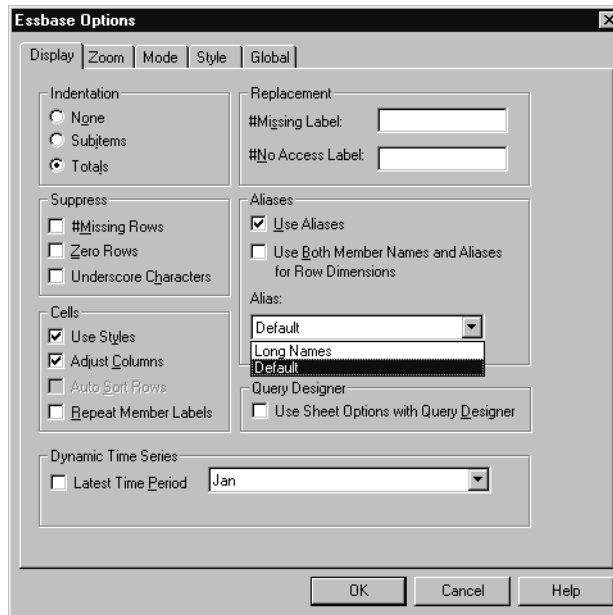 Essbase Options
Display Zoom Mode Style Global
Indentation
None
Subitems
Totals
Replacement
#Missing Label:
#No Access Label:
Suppress
#Missing Rows
Zero Rows
Underscore Characters
Aliases
Use Aliases
Use Both Member Names and Aliases
for Row Dimensions
Alias:
Default
Long Names
Default
Cells
Use Styles
Adjust Columns
Auto Sort Rows
Repeat Member Labels
Query Designer
Use Sheet Options with Query Designer
Dynamic Time Series
Latest Time Period
Jan
OK Cancel Help